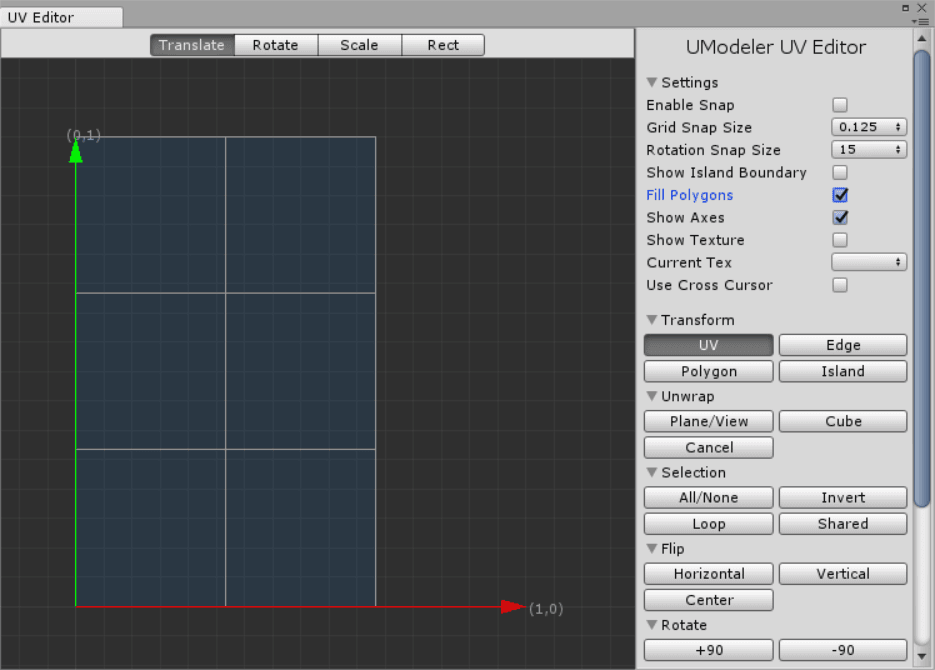 UV Editor
Translate Rotate Scale Rect
(0,1)
(1,0)
UModeler UV Editor
Settings
Enable Snap
Grid Snap Size 0.125
Rotation Snap Size 15
Show Island Boundary
Fill Polygons
Show Axes
Show Texture
Current Tex
Use Cross Cursor
Transform
UV Edge
Polygon Island
Unwrap
Plane/View Cube
Cancel
Selection
All/None Invert
Loop Shared
Flip
Horizontal Vertical
Center
Rotate
+90 -90